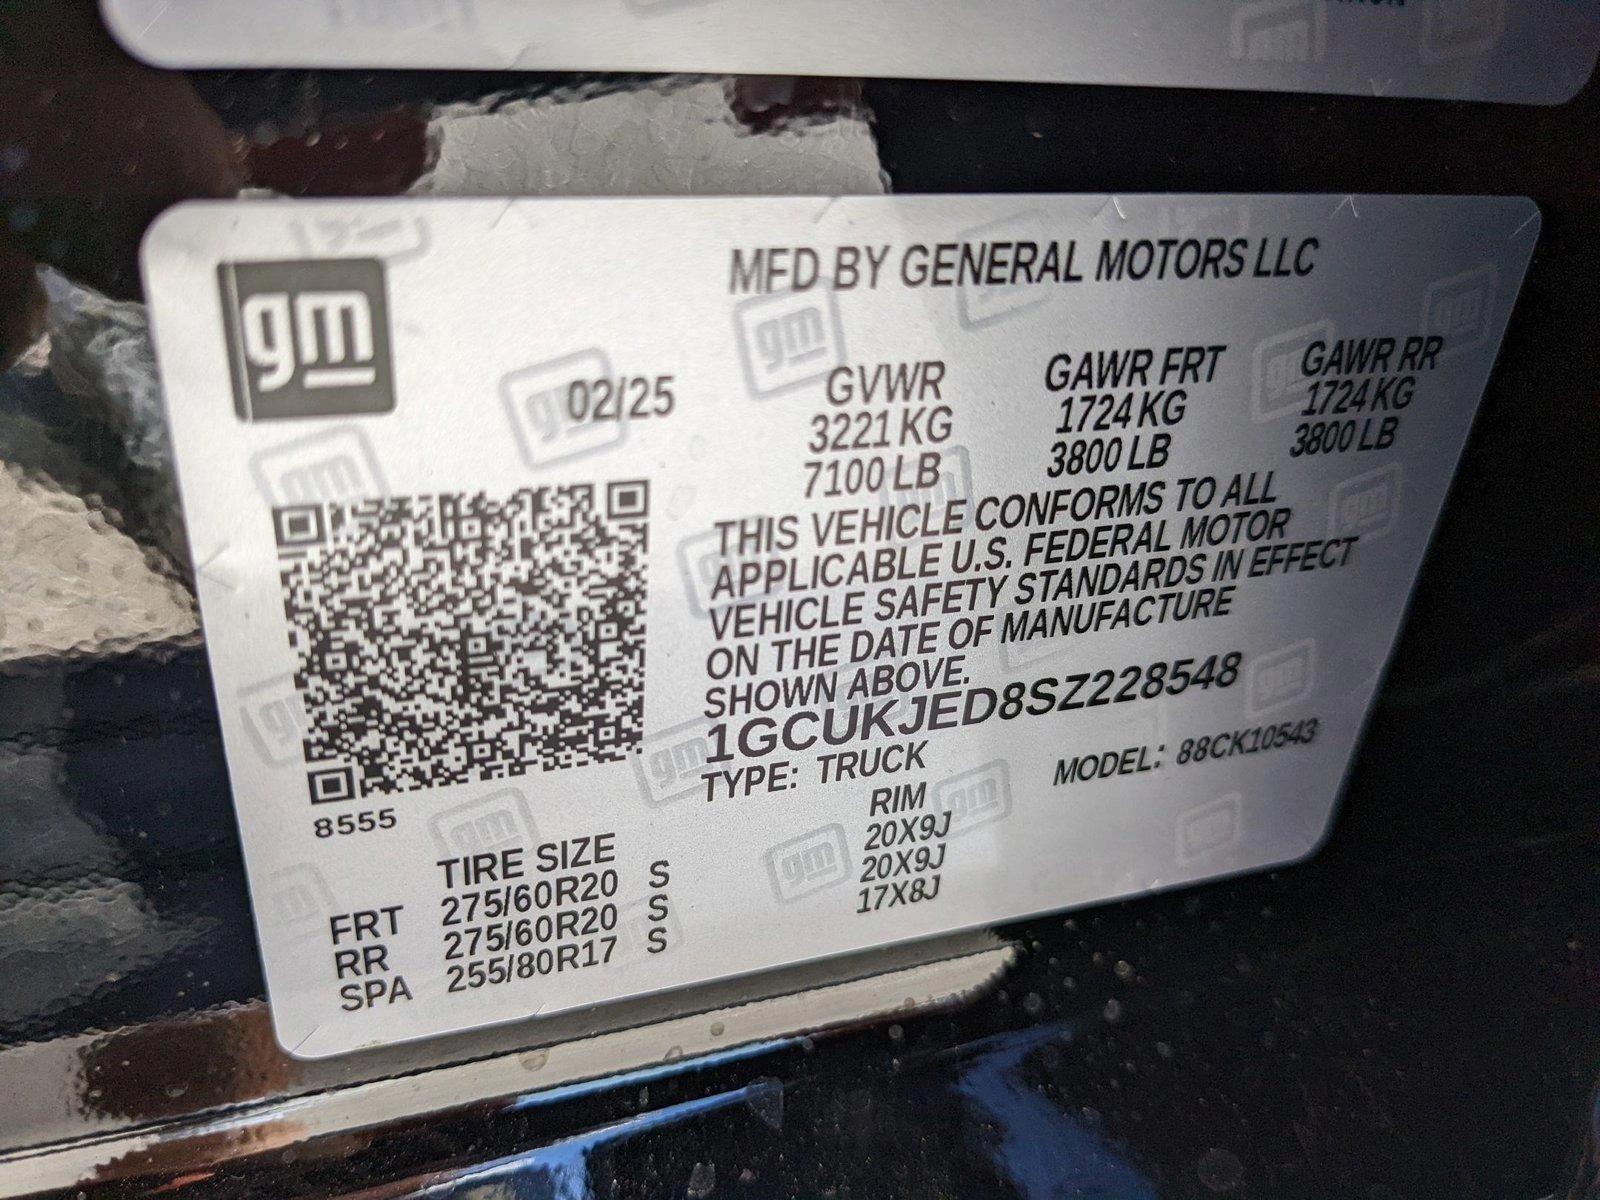 gm
MFD BY GENERAL MOTORS LLC
02/25
GVWR GAWR FRT GAWR RR
3221 KG 1724 KG 1724 KG
7100 LB 3800 LB 3800 LB
THIS VEHICLE CONFORMS TO ALL
APPLICABLE U.S. FEDERAL MOTOR
VEHICLE SAFETY STANDARDS IN EFFECT
ON THE DATE OF MANUFACTURE
SHOWN ABOVE.
1GCUKJED8SZ228548
TYPE: TRUCK MODEL: 88CK10543
8555
TIRE SIZE RIM
FRT 275/60R20 S 20X9J
RR 275/60R20 S 20X9J
SPA 255/80R17 S 17X8J